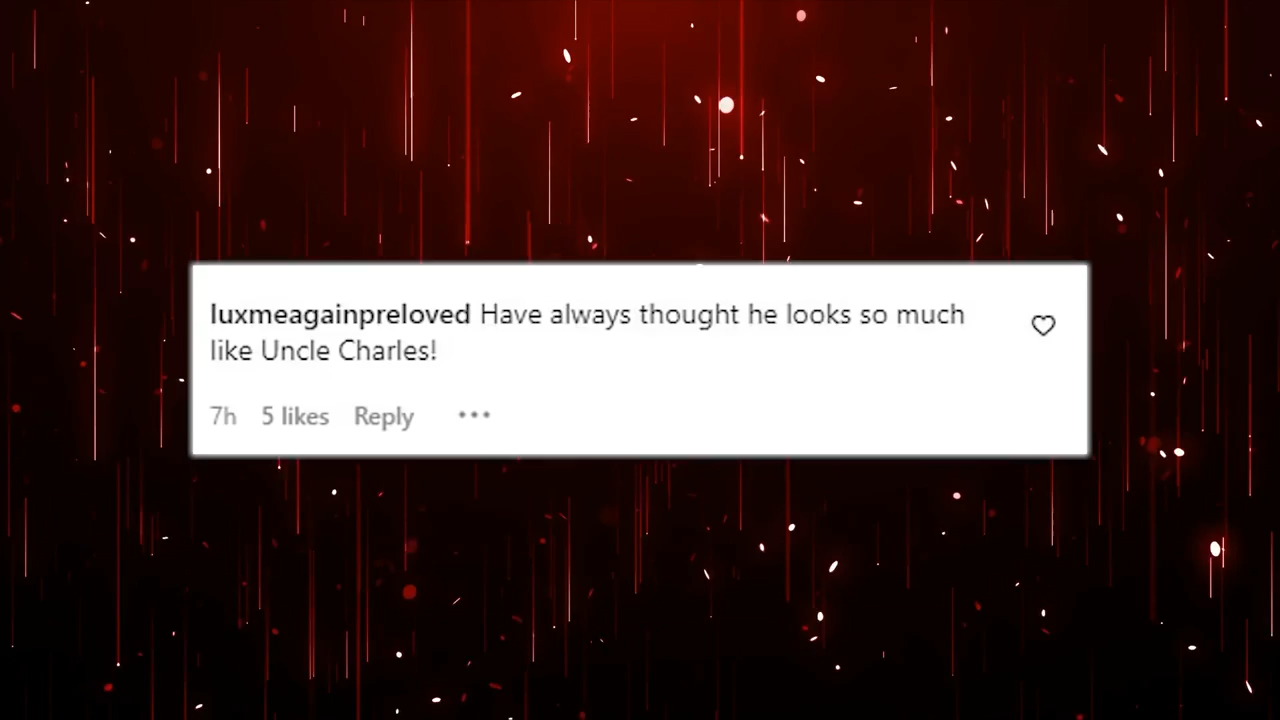 luxmeagainpreloved Have always thought he looks so much
like Uncle Charles!
7h 5 likes Reply •••